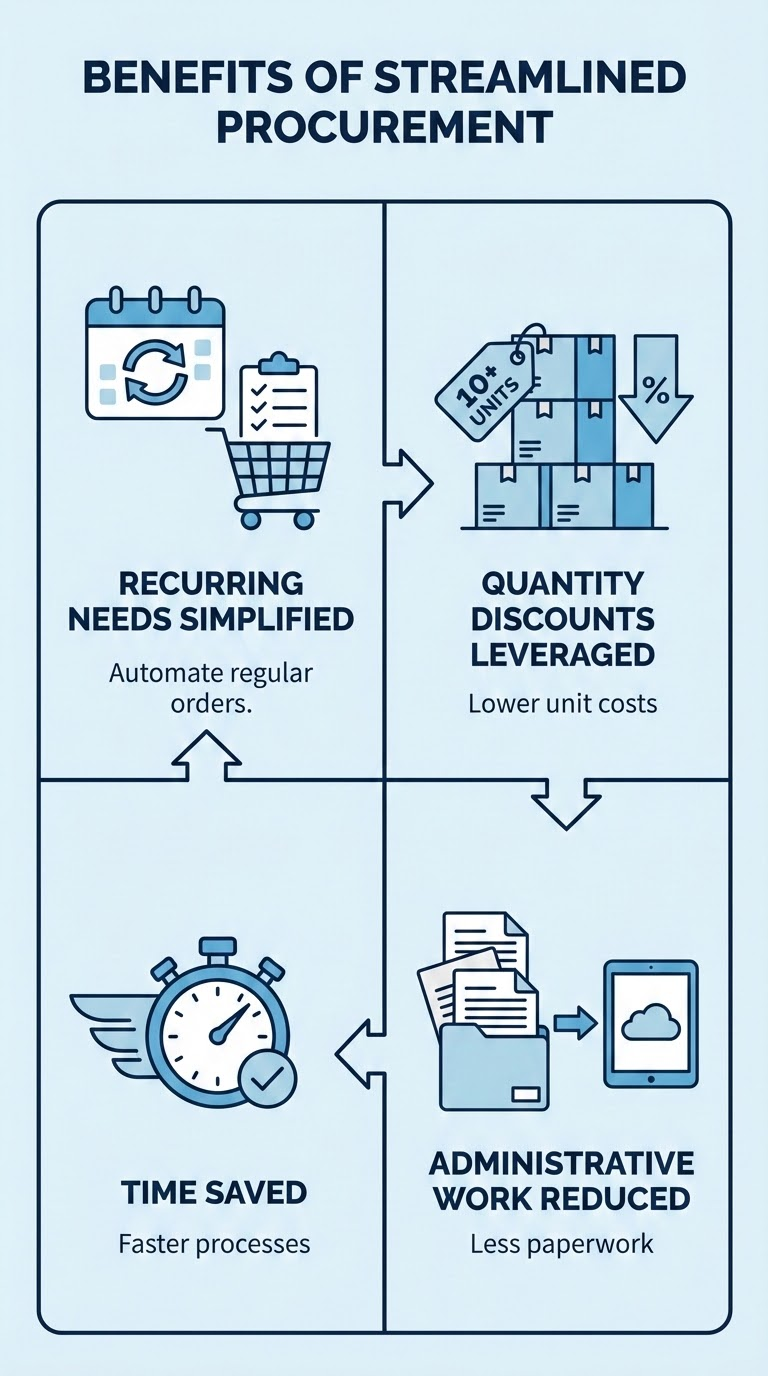 BENEFITS OF STREAMLINED
PROCUREMENT
RECURRING
NEEDS SIMPLIFIED
Automate regular
orders.
10+
UNITS
%
QUANTITY
DISCOUNTS
LEVERAGED
Lower unit costs
TIME SAVED
Faster processes
ADMINISTRATIVE
WORK REDUCED
Less paperwork